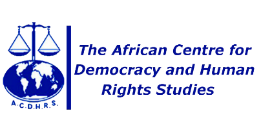 The African Centre for
Democracy and Human
Rights Studies
A.C.D.H.R.S.